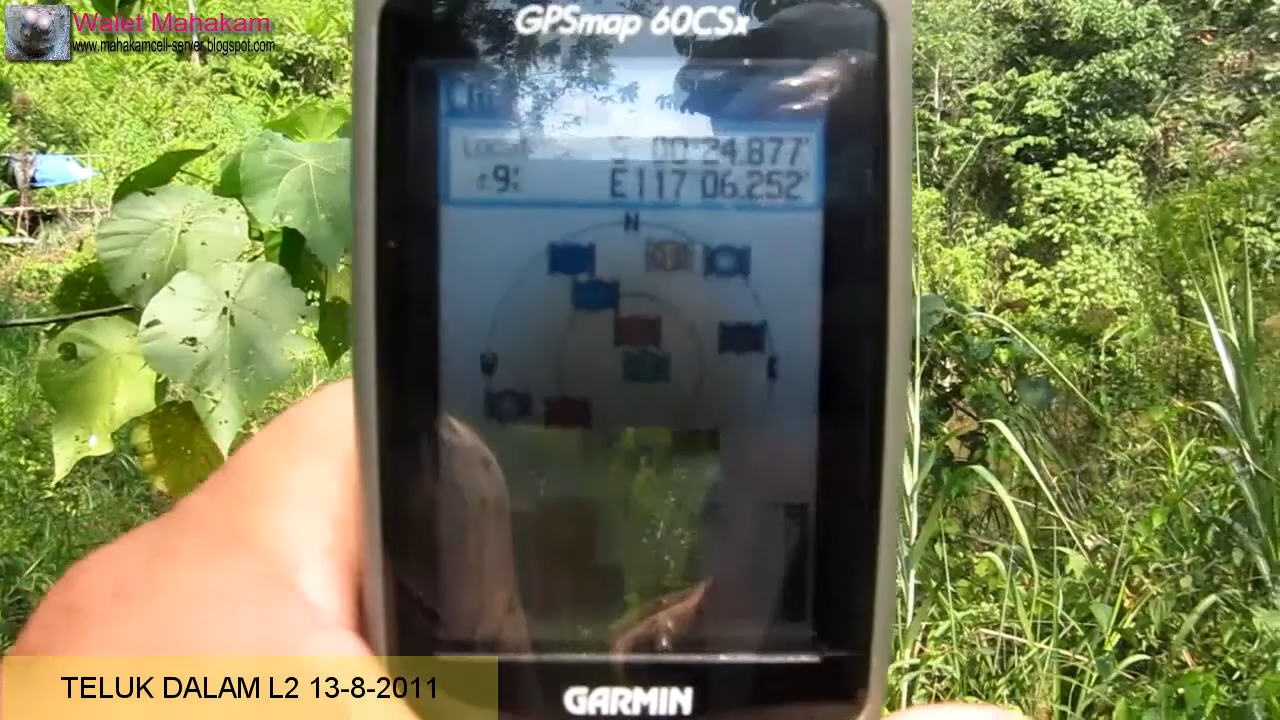 Walet Mahakam
www.mahakamcell-server.blogspot.com
GPSmap 60CSx
S 00°24.877'
9
E117°06.252'
N
GARMIN
TELUK DALAM L2 13-8-2011